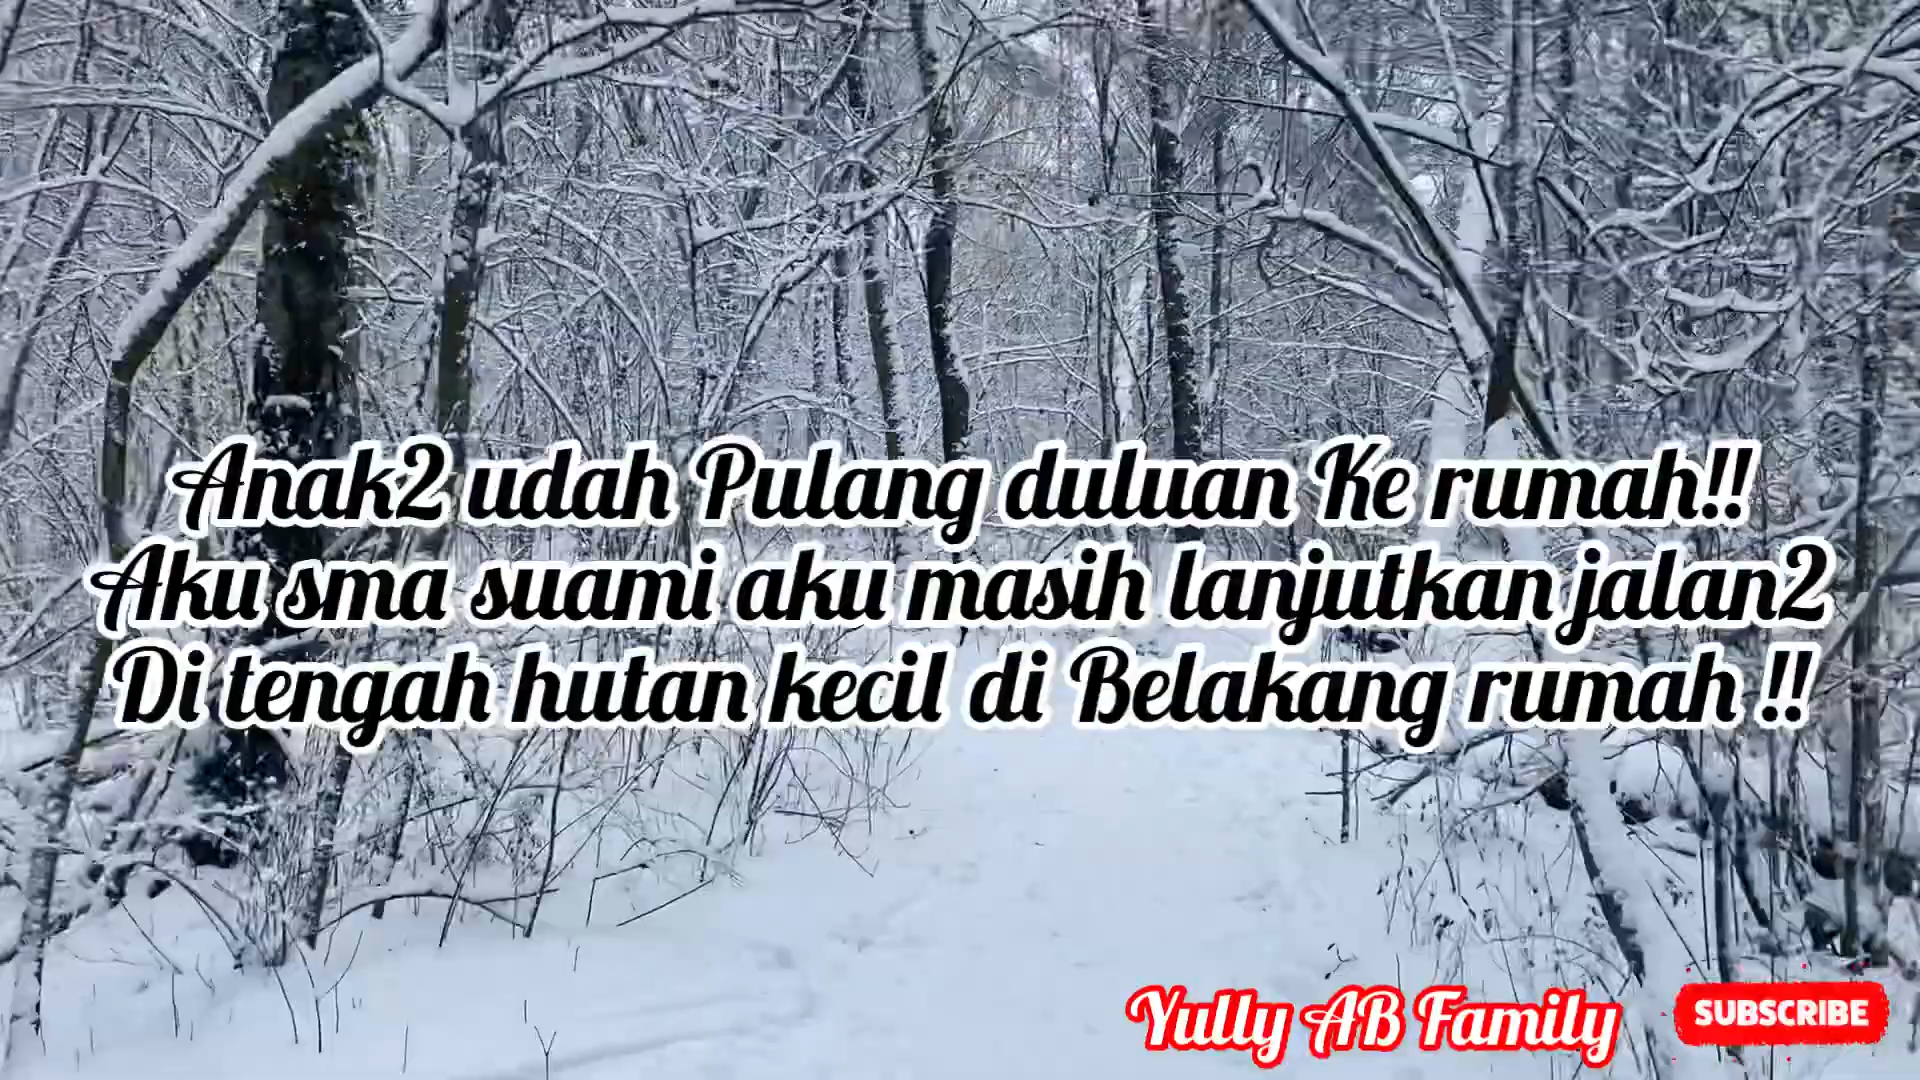 Anak2 udah Pulang duluan Ke rumah!!
Aku sma suami aku masih lanjutkan jalan2
Di tengah hutan kecil di Belakang rumah !!
Yully AB Family
SUBSCRIBE